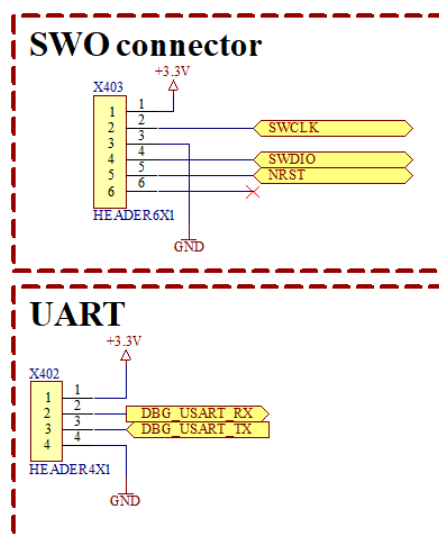 SWO connector
+3.3V
X403
1 1
2 2 SWCLK
3 3
4 4 SWDIO
5 5 NRST
6 6
HEADER6X1
GND
UART
+3.3V
X402
1 1
2 2 DBG_USART_RX
3 3 DBG_USART_TX
4 4
HEADER4X1
GND